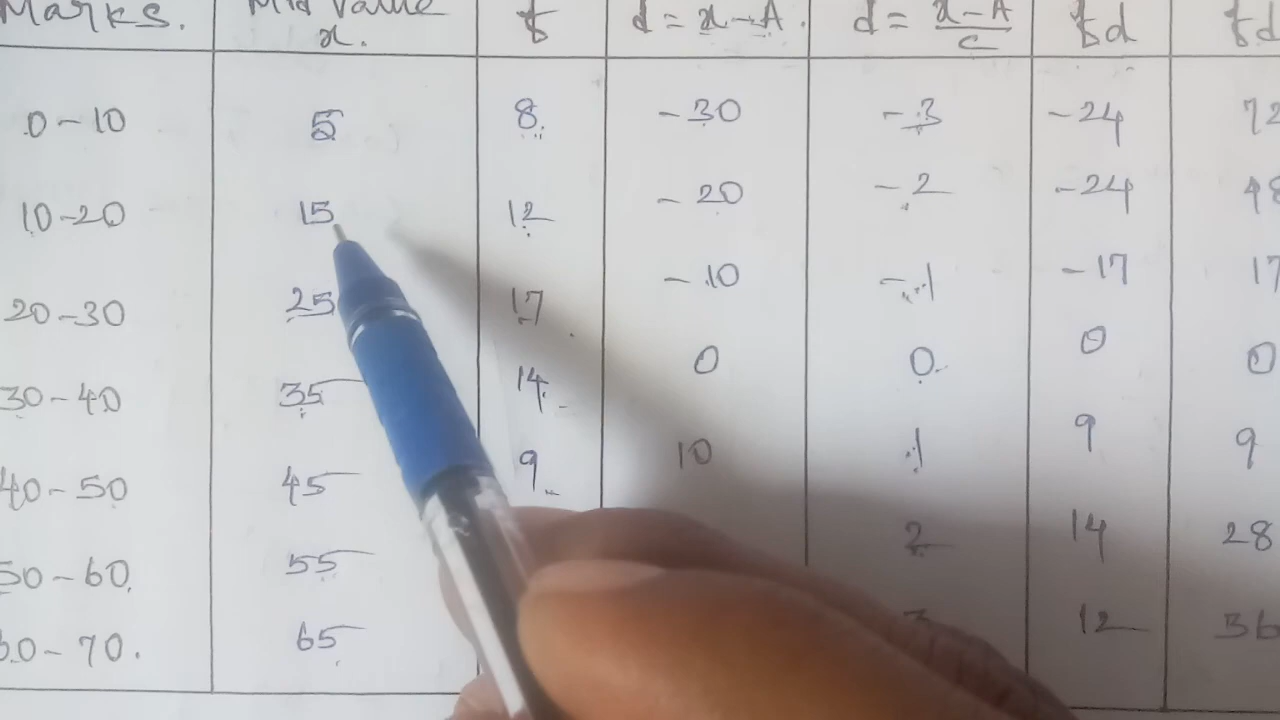 Marks. Mid value x. f d = x - A. d = x - A / c fd fd
0-10 5 8 -30 -3 -24 72
10-20 15 12 -20 -2 -24 48
20-30 25 17 -10 -1 -17 17
30-40 35 14 0 0 0 0
40-50 45 9 10 1 9 9
50-60 55 2 14 28
60-70. 65 3 12 36